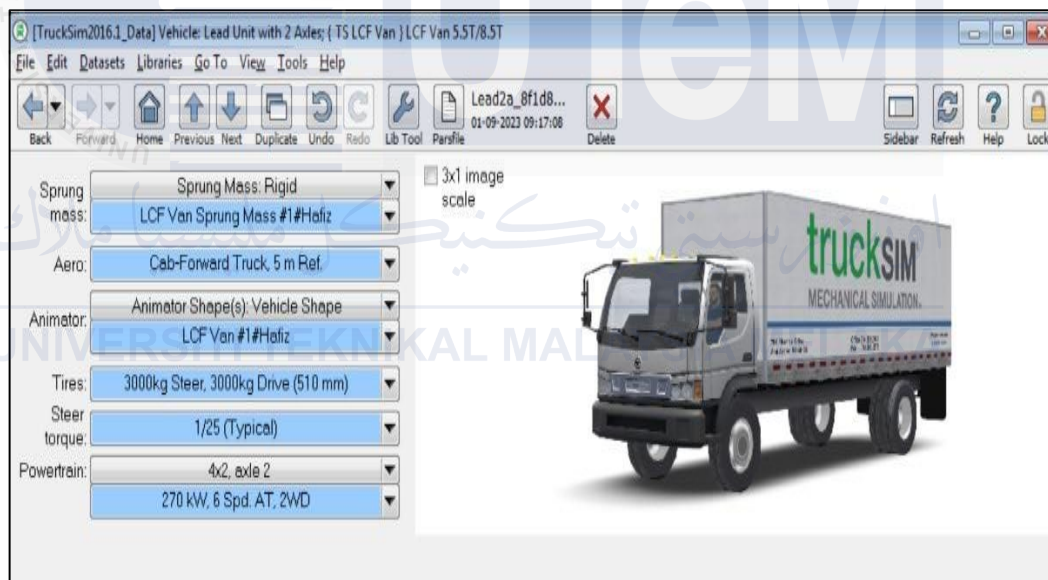 [TruckSim2016.1_Data] Vehicle: Lead Unit with 2 Axles; { TS LCF Van } LCF Van 5.5T/8.5T
File Edit Datasets Libraries Go To View Tools Help
Back Forward Home Previous Next Duplicate Undo Redo Lib Tool Parsfile
Lead2a_8f1d8...
01-09-2023 09:17:08
Delete Sidebar Refresh Help Lock
Sprung mass:
Sprung Mass: Rigid
LCF Van Sprung Mass #1#Hafiz
Aero: Cab-Forward Truck, 5 m Ref.
Animator:
Animator Shape(s): Vehicle Shape
LCF Van #1#Hafiz
Tires: 3000kg Steer, 3000kg Drive (510 mm)
Steer torque: 1/25 (Typical)
Powertrain: 4x2, axle 2
270 kW, 6 Spd. AT, 2WD
3x1 image
scale
truckSIM
MECHANICAL SIMULATION
UTeM
اونيورسيتي تيكنيكل مليسيا ملاك
UNIVERSITI TEKNIKAL MALAYSIA MELAKA